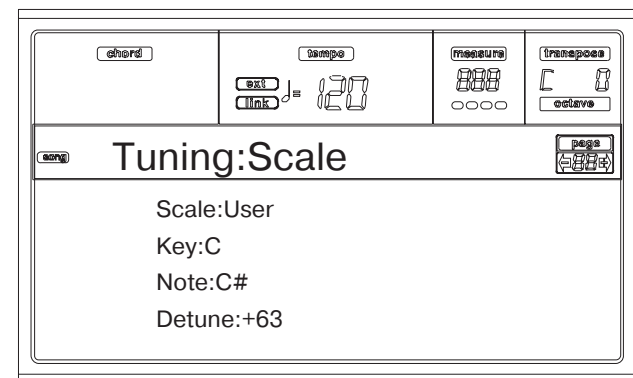 chord
tempo
measure
transpose
ext
link
♩= 120
888
C 0
octave
song
Tuning:Scale
page
-88+
Scale:User
Key:C
Note:C#
Detune:+63